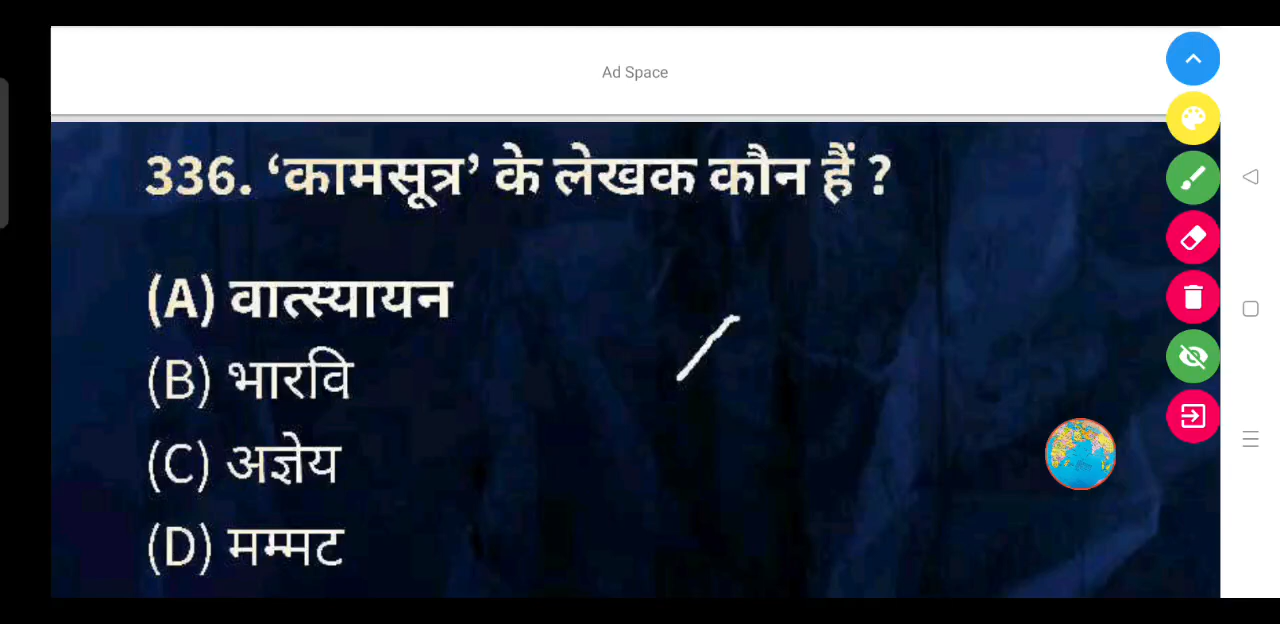 Ad Space
336. ‘कामसूत्र’ के लेखक कौन हैं ?
(A) वात्स्यायन
(B) भारवि
(C) अज्ञेय
(D) मम्मट